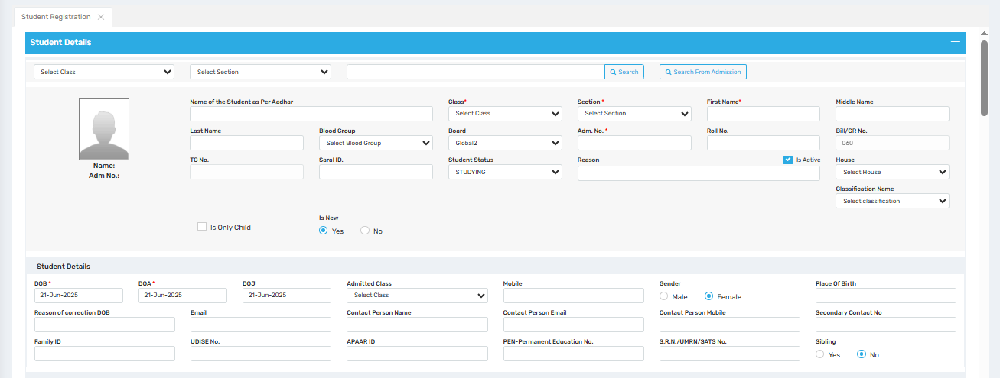 Student Registration
Student Details
Select Class Select Section Search Search From Admission
Name of the Student as Per Aadhar Class* Section * First Name* Middle Name
Select Class Select Section
Last Name Blood Group Board Adm. No. * Roll No. Bill/GR No.
Select Blood Group Global2 060
Name:
TC No. Saral ID. Student Status Reason Is Active House
Adm No.:
STUDYING Select House
Classification Name
Select classification
Is New
Is Only Child Yes No
Student Details
DOB * DOA * DOJ Admitted Class Mobile Gender Place Of Birth
21-Jun-2025 21-Jun-2025 21-Jun-2025 Select Class Male Female
Reason of correction DOB Email Contact Person Name Contact Person Email Contact Person Mobile Secondary Contact No
Family ID UDISE No. APAAR ID PEN-Permanent Education No. S.R.N./UMRN/SATS No. Sibling
Yes No